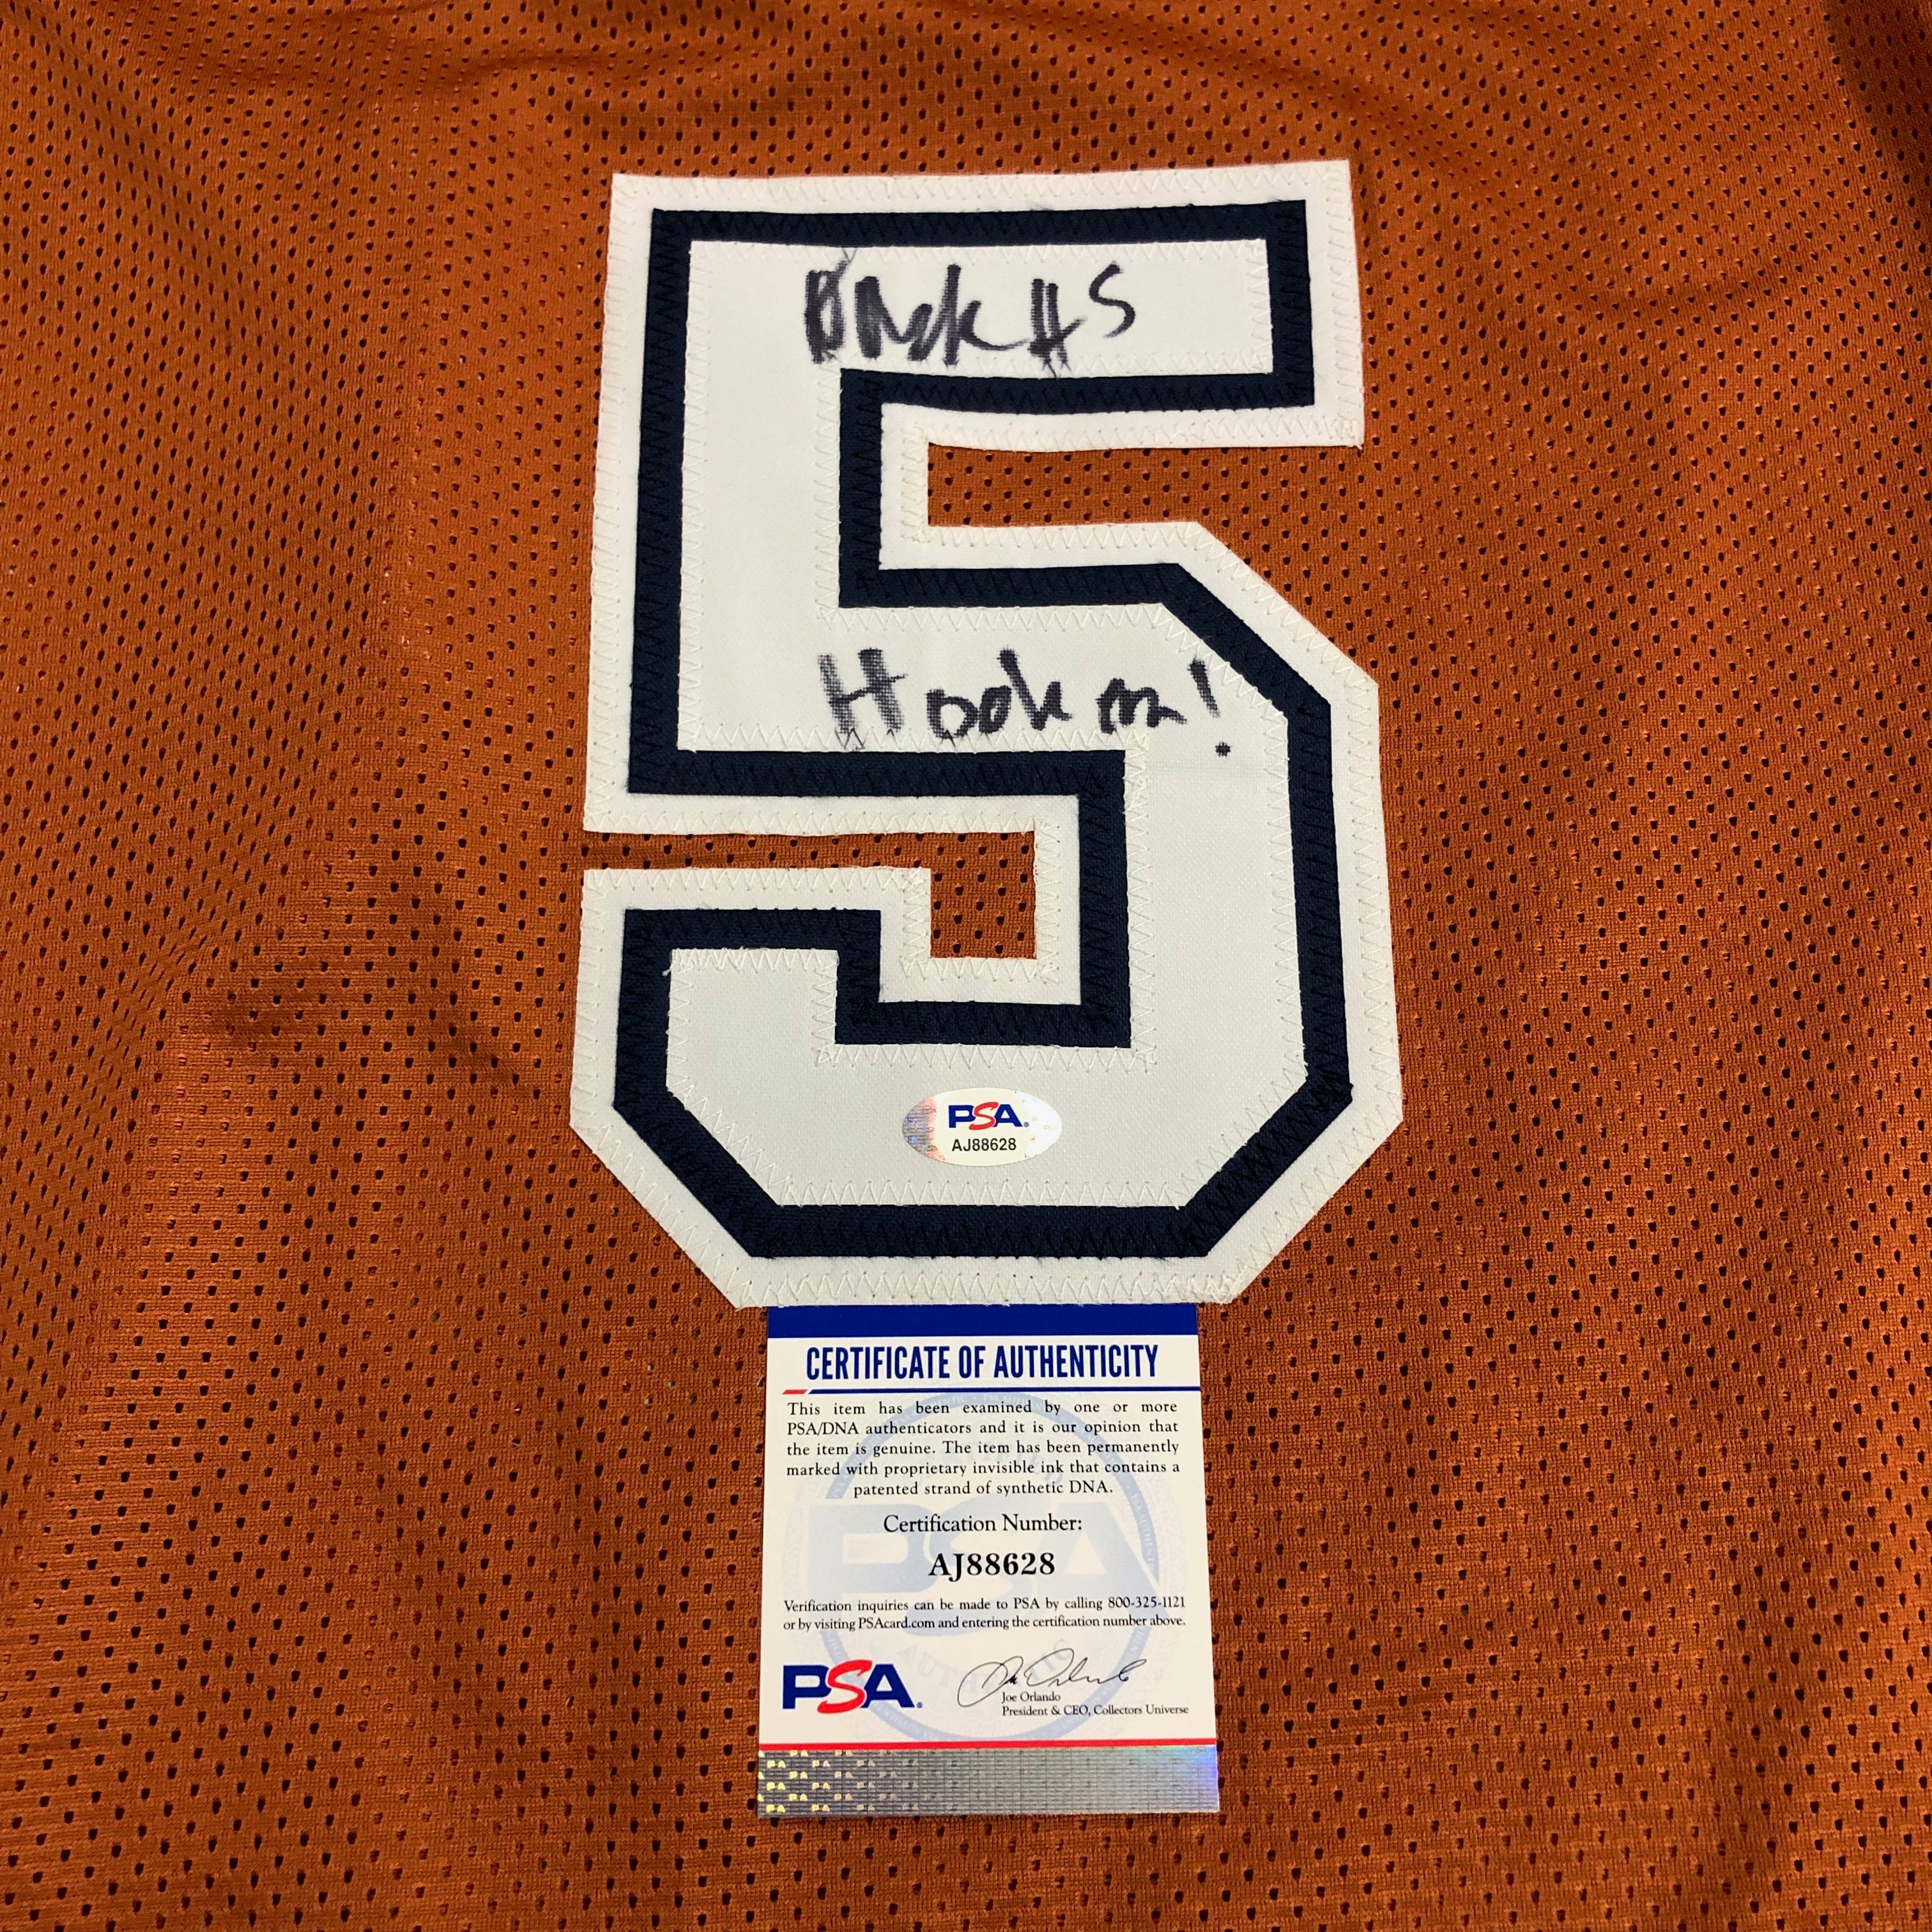 #5
Hook em!
PSA
AJ88628
CERTIFICATE OF AUTHENTICITY
This item has been examined by one or more
PSA/DNA authenticators and it is our opinion that
the item is genuine. The item has been permanently
marked with proprietary invisible ink that contains a
patented strand of synthetic DNA.
Certification Number:
AJ88628
Verification inquiries can be made to PSA by calling 800-325-1121
or by visiting PSAcard.com and entering the certification number above.
PSA
Joe Orlando
President & CEO, Collectors Universe